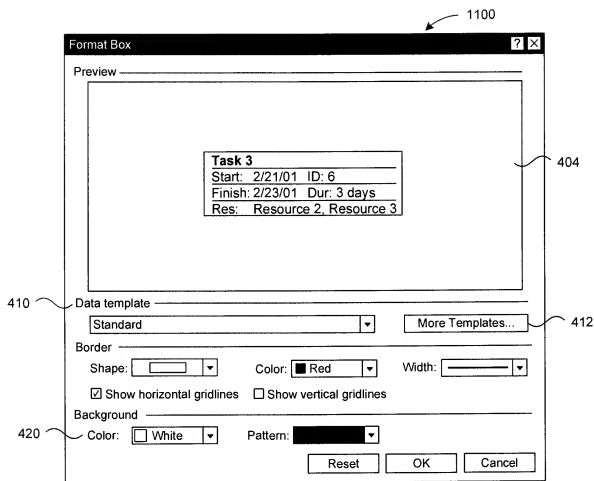 1100
Format Box ? X
Preview
Task 3
Start: 2/21/01 ID: 6
Finish: 2/23/01 Dur: 3 days
Res: Resource 2, Resource 3
404
410 Data template
Standard More Templates... 412
Border
Shape: Color: Red Width:
Show horizontal gridlines Show vertical gridlines
Background
420 Color: White Pattern:
Reset OK Cancel